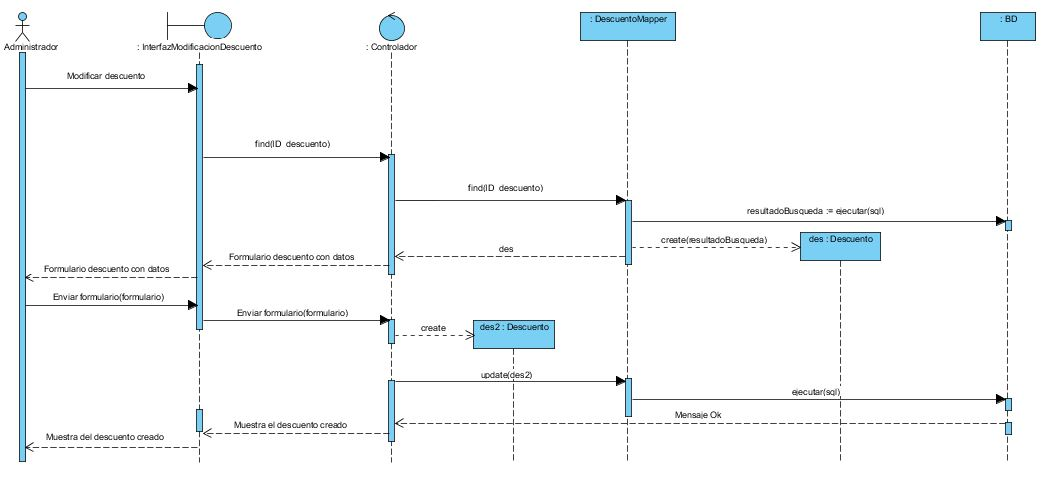 Administrador
: InterfazModificacionDescuento
: Controlador
: DescuentoMapper
: BD
Modificar descuento
find(ID descuento)
find(ID descuento)
resultadoBusqueda := ejecutar(sql)
create(resultadoBusqueda)
des : Descuento
des
Formulario descuento con datos
Formulario descuento con datos
Enviar formulario(formulario)
Enviar formulario(formulario)
create
des2 : Descuento
update(des2)
ejecutar(sql)
Mensaje Ok
Muestra el descuento creado
Muestra del descuento creado